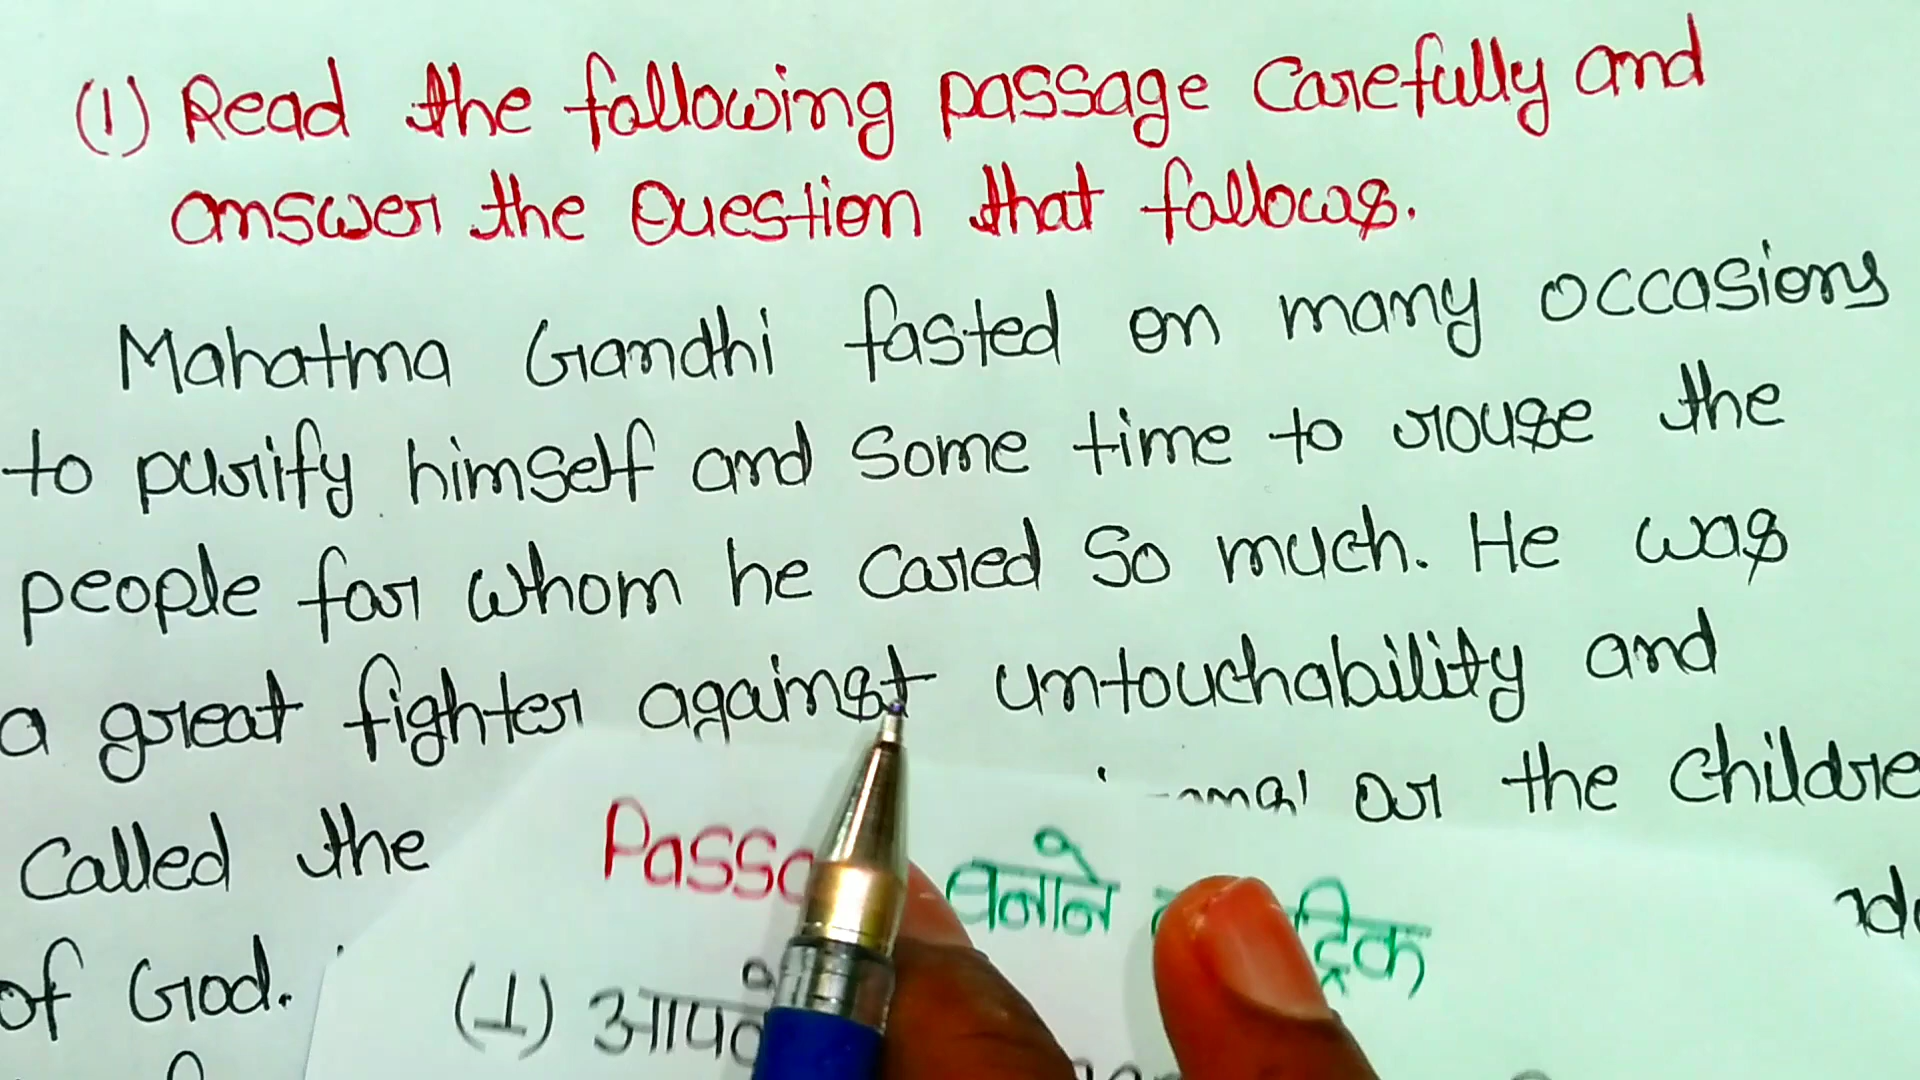 (1) Read the following passage Carefully and
answer the Question that follows.
Mahatma Gandhi fasted on many occasions
to purify himself and some time to rouse the
people for whom he cared so much. He was
a great fighter against untouchability and
called the or the childre
of God.
बनाने ट्रिक
(1)